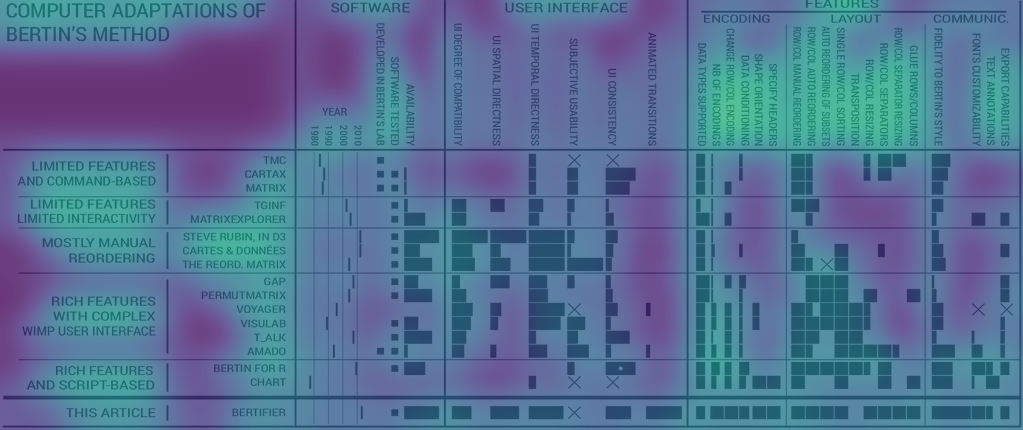 COMPUTER ADAPTATIONS OF
BERTIN'S METHOD
SOFTWARE
USER INTERFACE
FEATURES
ENCODING
LAYOUT
COMMUNIC.
YEAR
1980
1990
2000
2010
DEVELOPED IN BERTIN'S LAB
SOFTWARE TESTED
AVAILABILITY
UI DEGREE OF COMPATIBILITY
UI SPATIAL DIRECTNESS
UI TEMPORAL DIRECTNESS
SUBJECTIVE USABILITY
UI CONSISTENCY
ANIMATED TRANSITIONS
DATA TYPES SUPPORTED
NB OF ENCODINGS
CHANGE ROW/COL ENCODING
DATA CONDITIONING
SHAPE ORIENTATION
SPECIFY HEADERS
ROW/COL MANUAL REORDERING
ROW/COL AUTO REORDERING
AUTO REORDERING OF SUBSETS
SINGLE ROW/COL SORTING
TRANSPOSITION
ROW/COL RESIZING
ROW/COL SEPARATORS
ROW/COL SEPARATOR RESIZING
GLUE ROWS/COLUMNS
FIDELITY TO BERTIN'S STYLE
FONTS CUSTOMIZABILITY
TEXT ANNOTATIONS
EXPORT CAPABILITIES
LIMITED FEATURES
AND COMMAND-BASED
TMC
CARTAX
MATRIX
LIMITED FEATURES
LIMITED INTERACTIVITY
TGINF
MATRIXEXPLORER
MOSTLY MANUAL
REORDERING
STEVE RUBIN, IN D3
CARTES & DONNÉES
THE REORD. MATRIX
RICH FEATURES
WITH COMPLEX
WIMP USER INTERFACE
GAP
PERMUTMATRIX
VOYAGER
VISULAB
T_ALK
AMADO
RICH FEATURES
AND SCRIPT-BASED
BERTIN FOR R
CHART
THIS ARTICLE
BERTIFIER